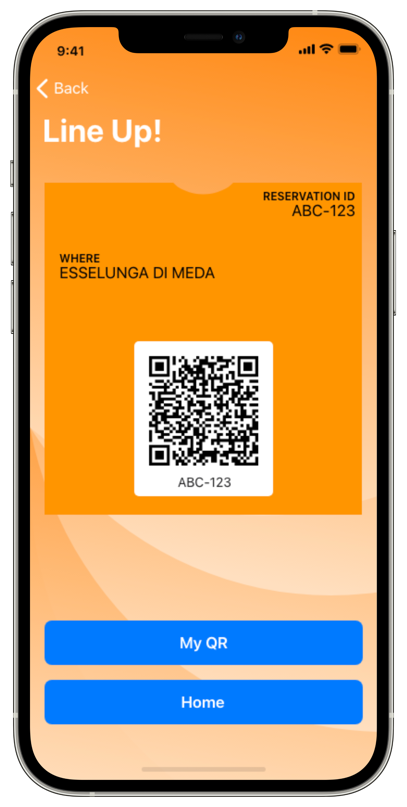 9:41
Back
Line Up!
RESERVATION ID
ABC-123
WHERE
ESSELUNGA DI MEDA
ABC-123
My QR
Home